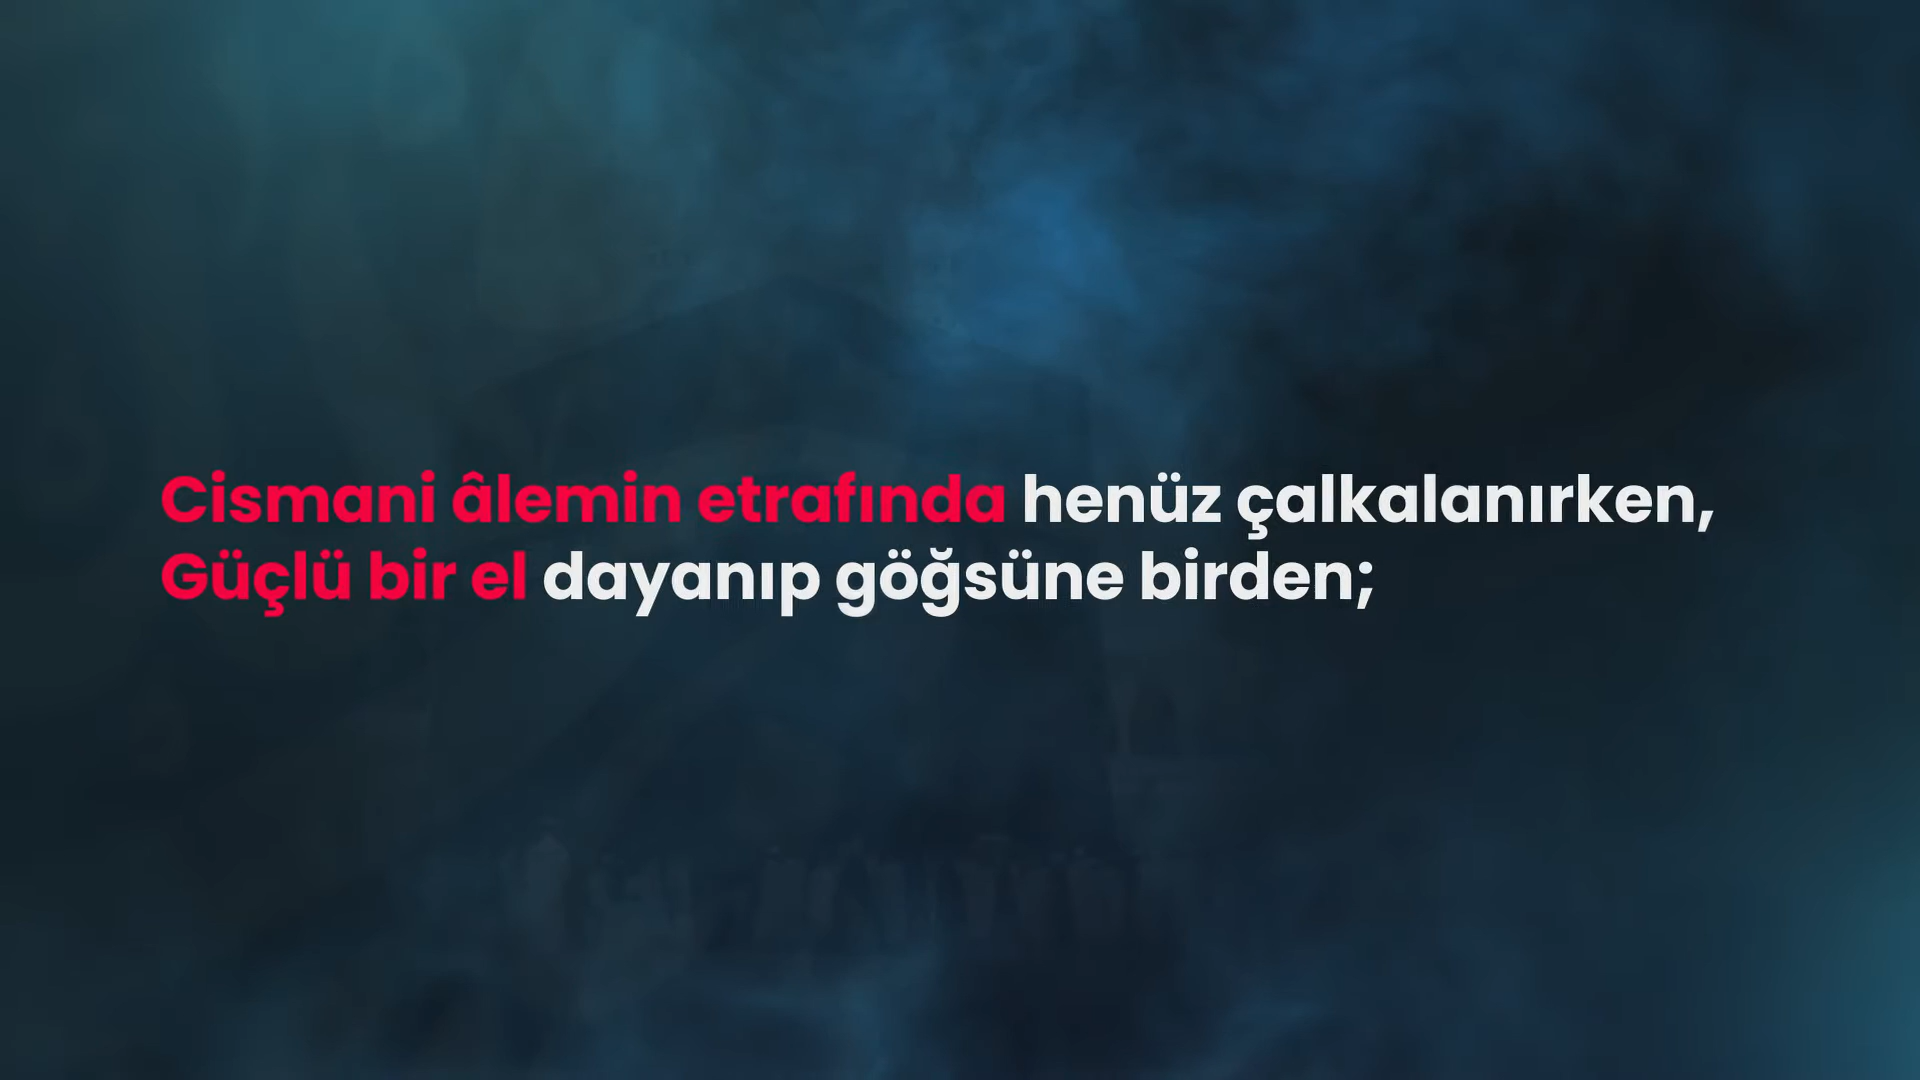 Cismani âlemin etrafında henüz çalkalanırken,
Güçlü bir el dayanıp göğsüne birden;